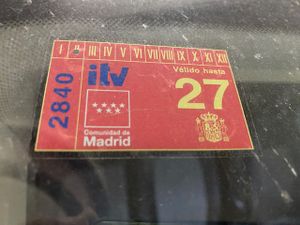 I II III IV V VI VII VIII IX X XI XII
2840
itv
Válido hasta
27
Comunidad de
Madrid